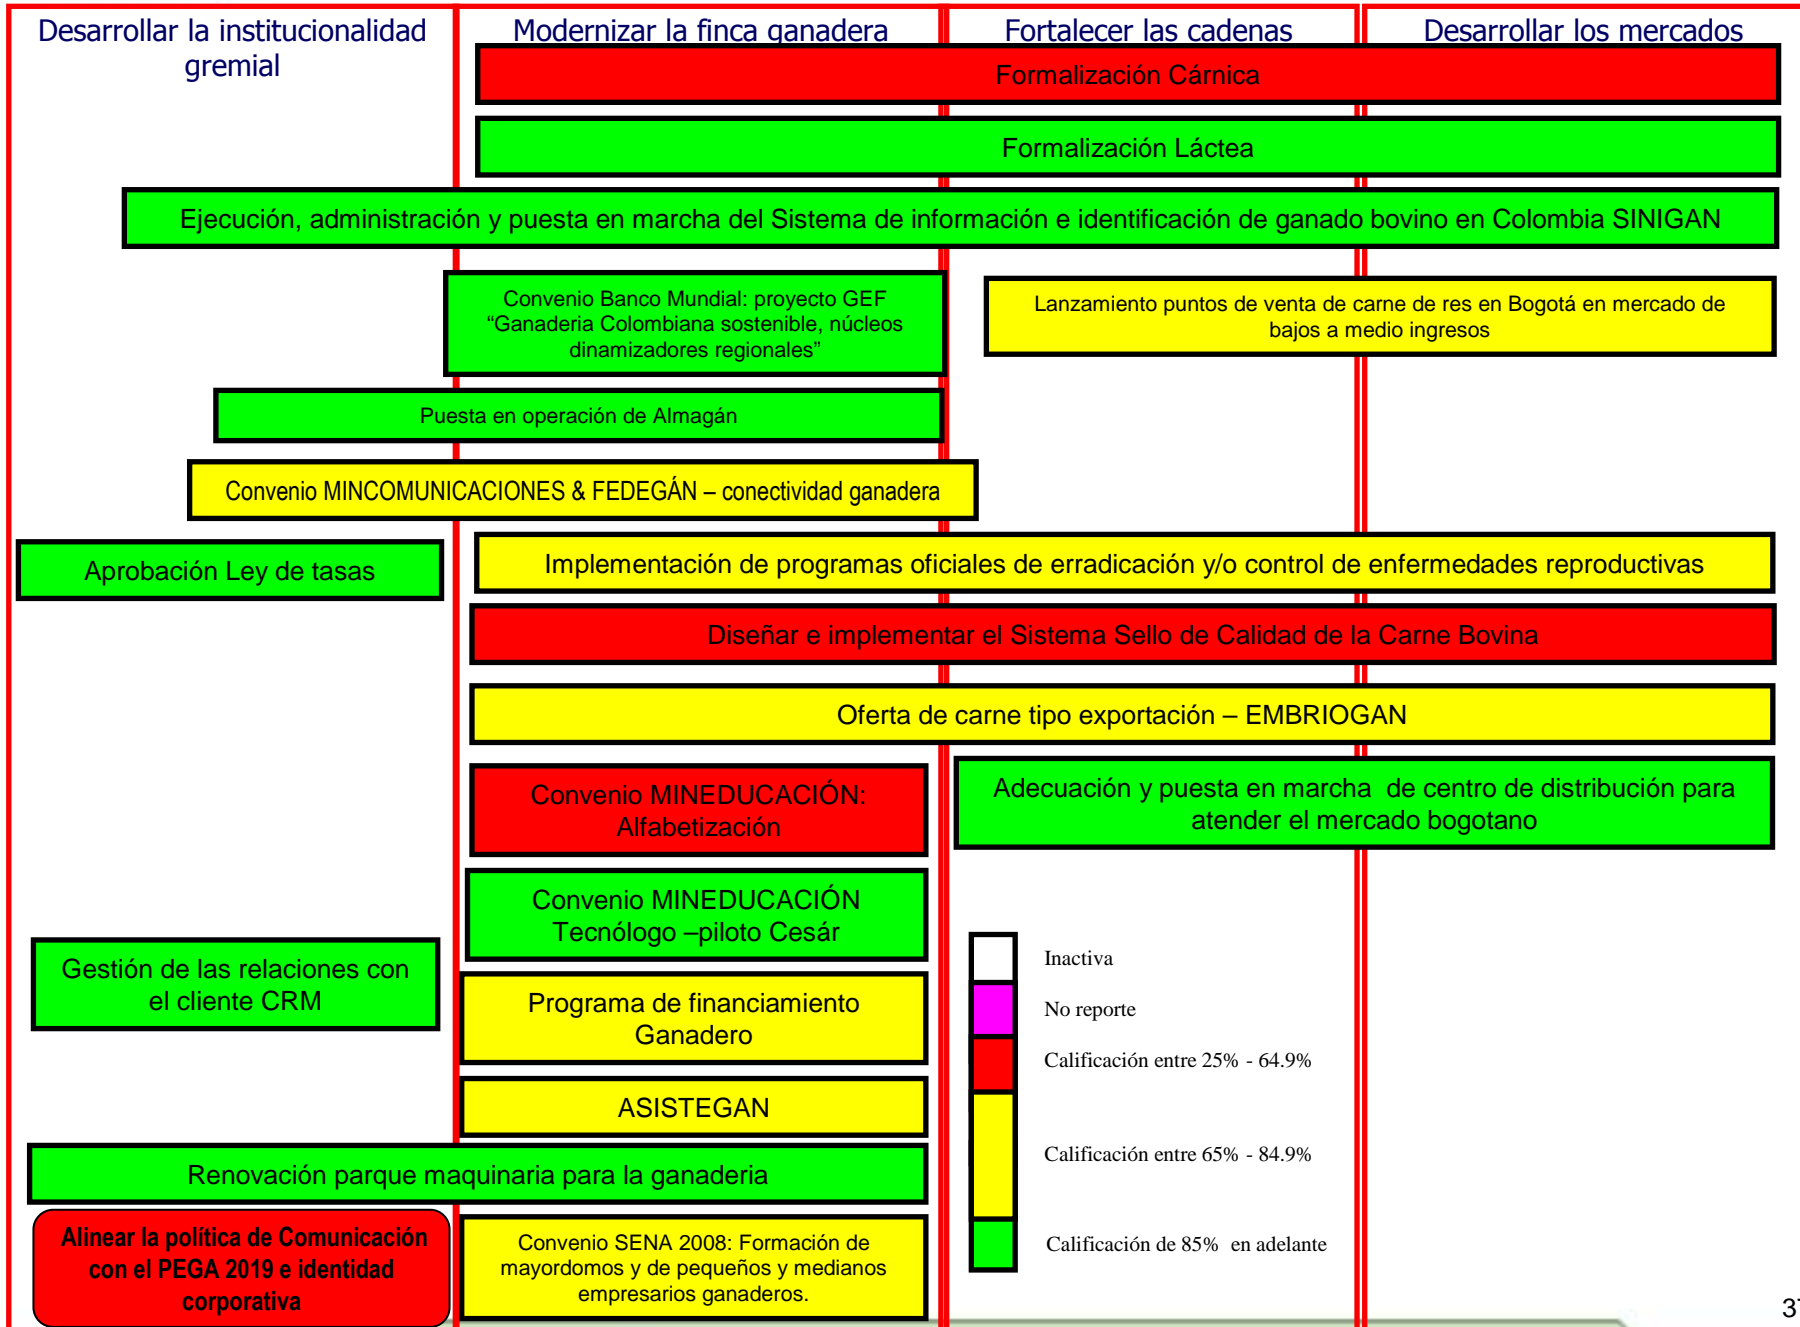 Desarrollar la institucionalidad
gremial
Modernizar la finca ganadera
Fortalecer las cadenas
Desarrollar los mercados
Formalización Cárnica
Formalización Láctea
Ejecución, administración y puesta en marcha del Sistema de información e identificación de ganado bovino en Colombia SINIGAN
Convenio Banco Mundial: proyecto GEF
“Ganaderia Colombiana sostenible, núcleos
dinamizadores regionales”
Lanzamiento puntos de venta de carne de res en Bogotá en mercado de
bajos a medio ingresos
Puesta en operación de Almagán
Convenio MINCOMUNICACIONES & FEDEGÁN – conectividad ganadera
Aprobación Ley de tasas
Implementación de programas oficiales de erradicación y/o control de enfermedades reproductivas
Diseñar e implementar el Sistema Sello de Calidad de la Carne Bovina
Oferta de carne tipo exportación – EMBRIOGAN
Convenio MINEDUCACIÓN:
Alfabetización
Adecuación y puesta en marcha de centro de distribución para
atender el mercado bogotano
Convenio MINEDUCACIÓN
Tecnólogo –piloto Cesár
Gestión de las relaciones con
el cliente CRM
Programa de financiamiento
Ganadero
ASISTEGAN
Renovación parque maquinaria para la ganaderia
Alinear la política de Comunicación
con el PEGA 2019 e identidad
corporativa
Convenio SENA 2008: Formación de
mayordomos y de pequeños y medianos
empresarios ganaderos.
Inactiva
No reporte
Calificación entre 25% - 64.9%
Calificación entre 65% - 84.9%
Calificación de 85% en adelante
37